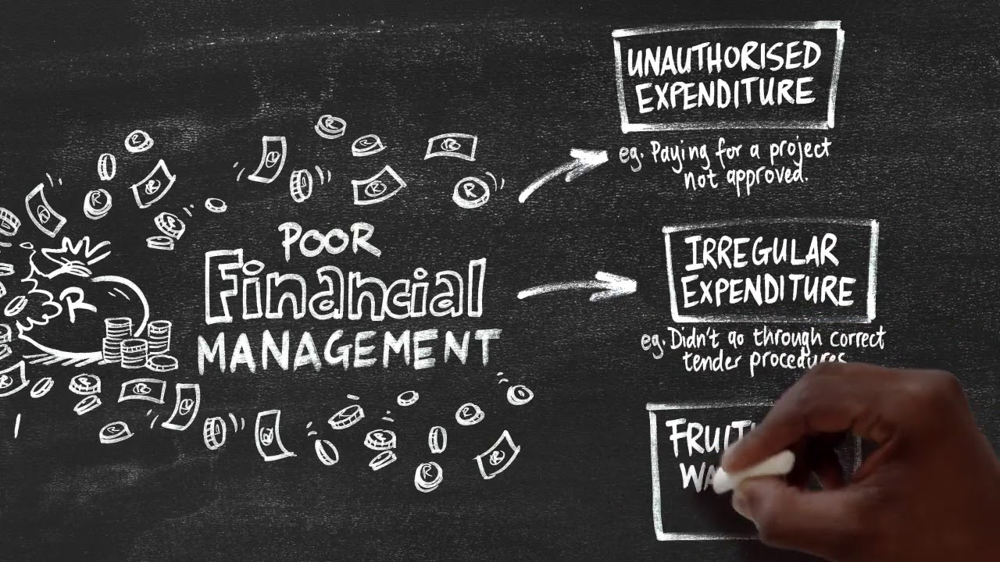 POOR
Financial
MANAGEMENT
UNAUTHORISED
EXPENDITURE
eg. Paying for a project
not approved.
IRREGULAR
EXPENDITURE
eg. Didn't go through correct
tender procedures
R